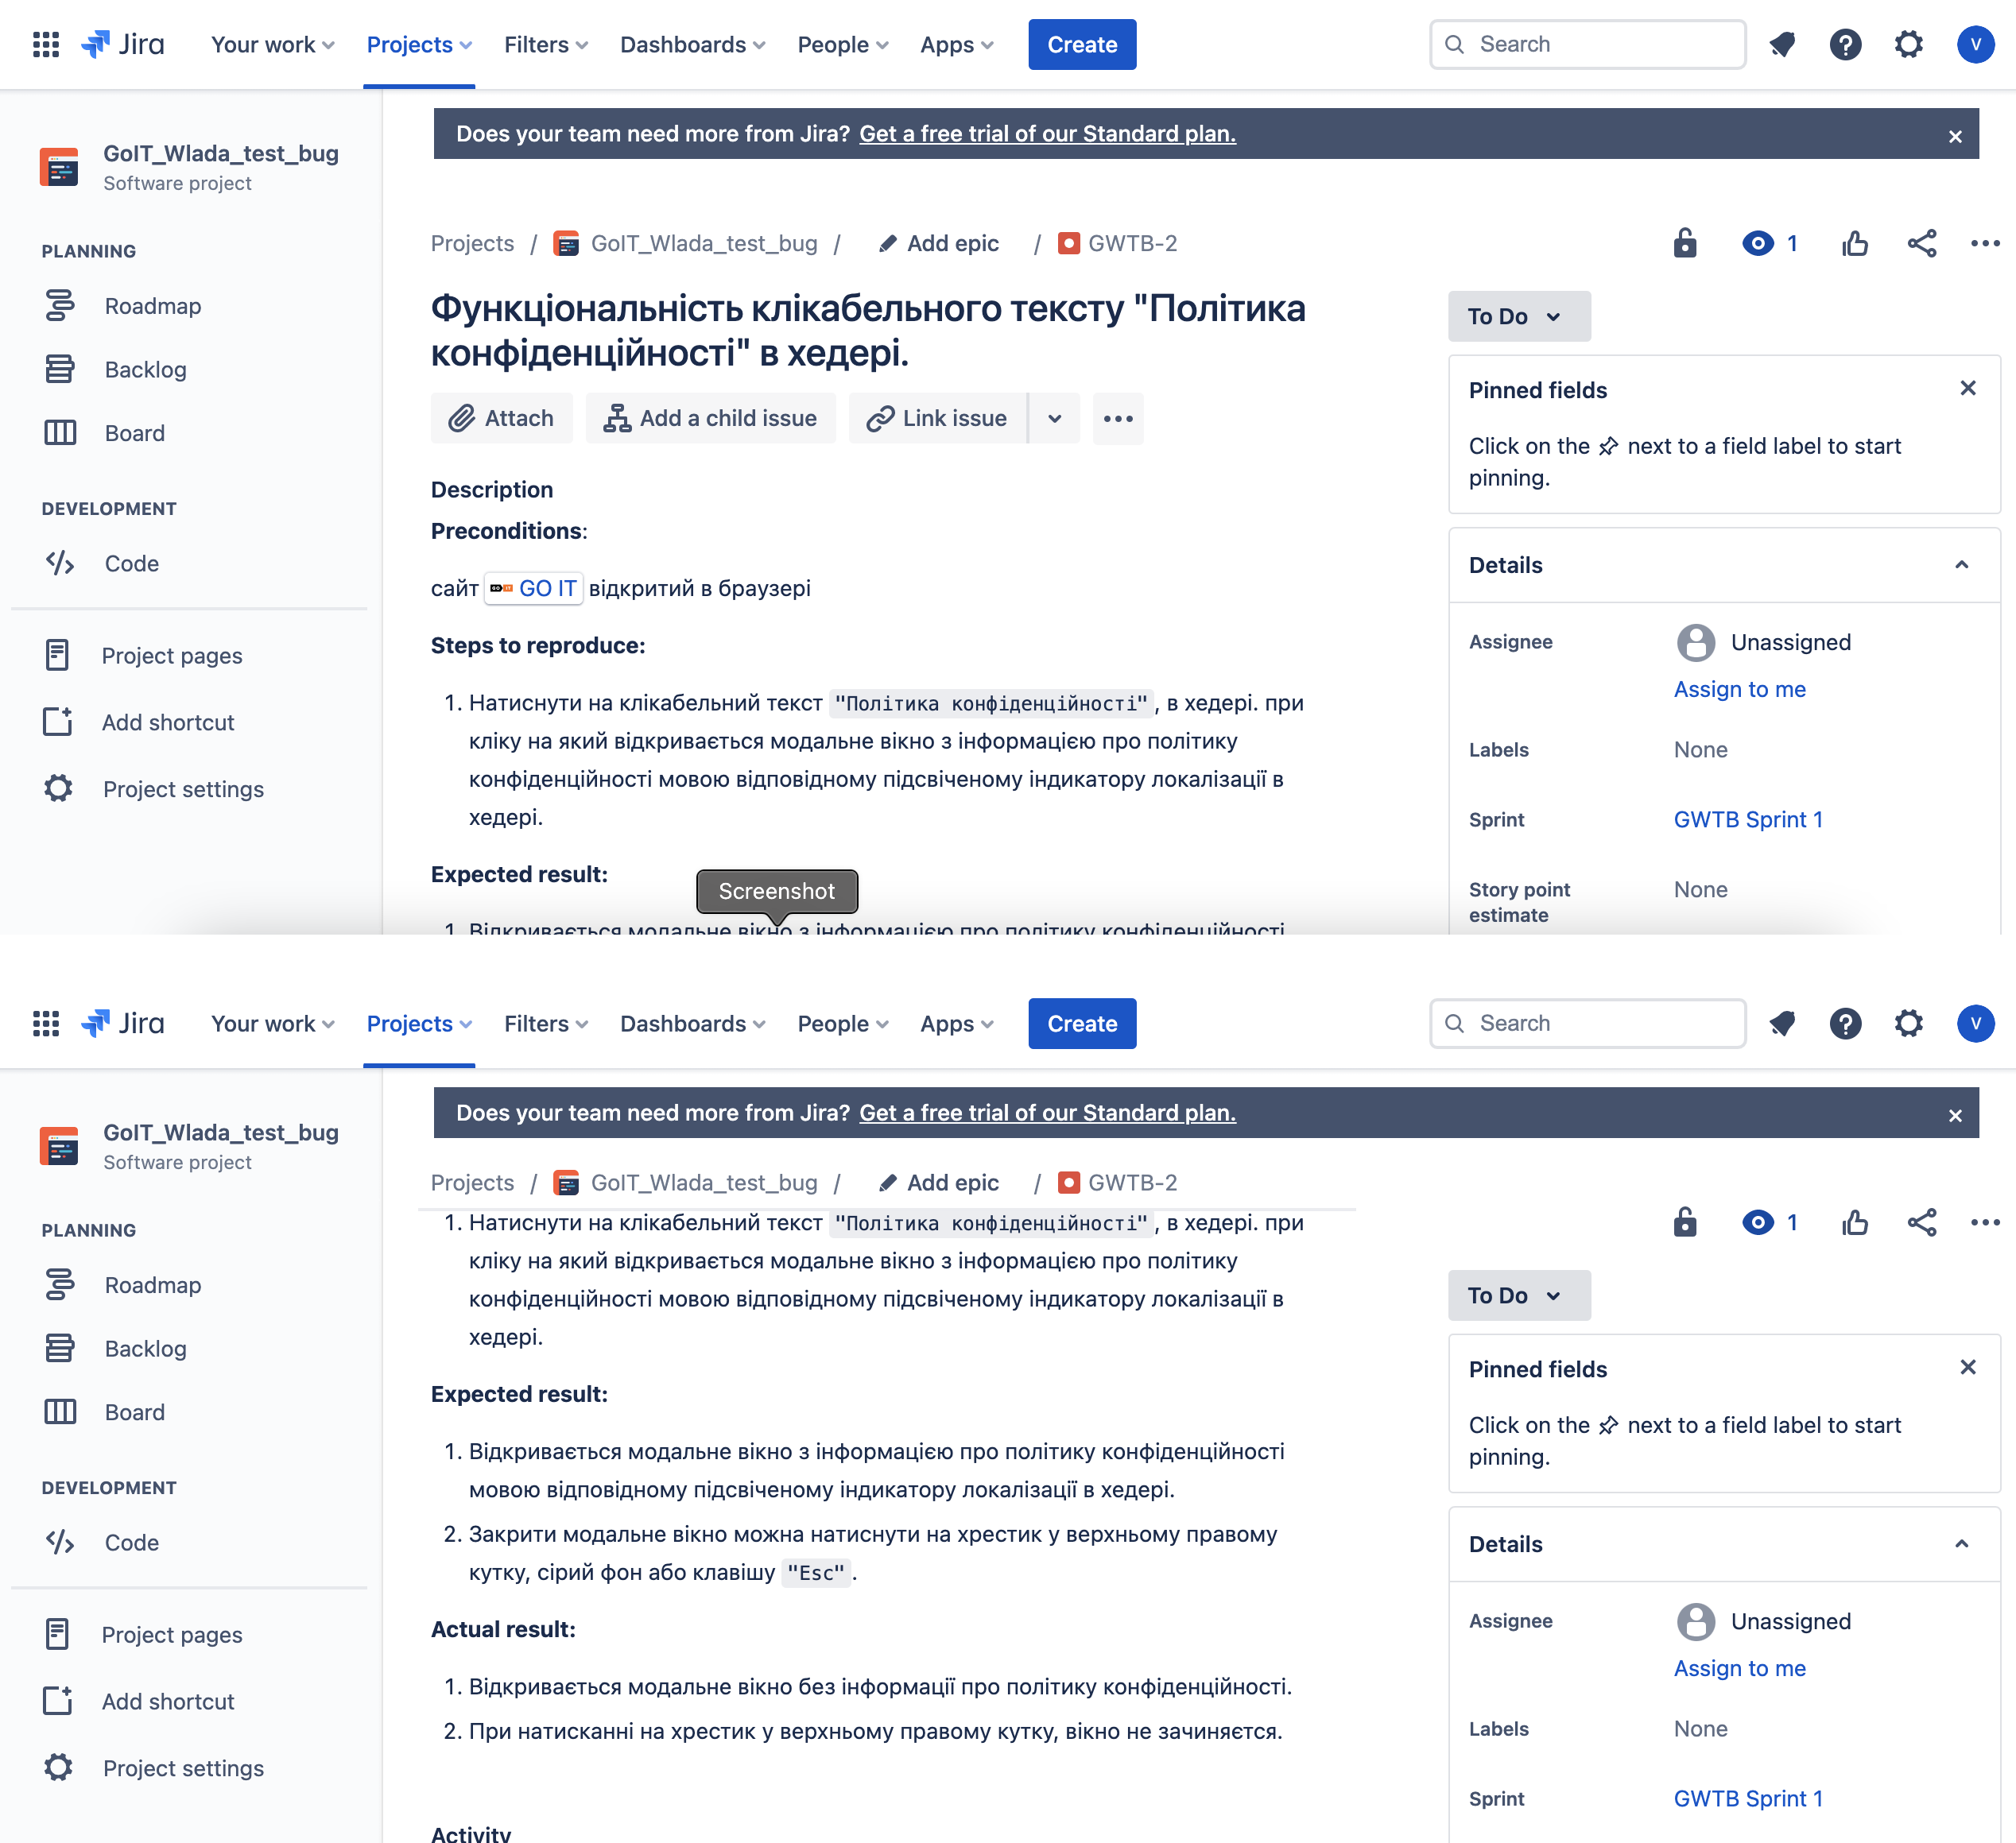 Jira Your work Projects Filters Dashboards People Apps Create Search V
Does your team need more from Jira? Get a free trial of our Standard plan.
GoIT_Wlada_test_bug
Software project
PLANNING
Roadmap
Backlog
Board
DEVELOPMENT
Code
Project pages
Add shortcut
Project settings
Projects / GoIT_Wlada_test_bug / Add epic / GWTB-2
1
Функціональність клікабельного тексту "Політика
конфіденційності" в хедері.
Attach Add a child issue Link issue
Description
Preconditions:
сайт GO IT відкритий в браузері
Steps to reproduce:
1. Натиснути на клікабельний текст "Політика конфіденційності", в хедері. при
кліку на який відкривається модальне вікно з інформацією про політику
конфіденційності мовою відповідному підсвіченому індикатору локалізації в
хедері.
Expected result:
Screenshot
1. Відкривається модальне вікно з інформацією про політику конфіденційності
To Do
Pinned fields
Click on the next to a field label to start
pinning.
Details
Assignee Unassigned
Assign to me
Labels None
Sprint GWTB Sprint 1
Story point None
estimate
Jira Your work Projects Filters Dashboards People Apps Create Search V
Does your team need more from Jira? Get a free trial of our Standard plan.
GoIT_Wlada_test_bug
Software project
PLANNING
Roadmap
Backlog
Board
DEVELOPMENT
Code
Project pages
Add shortcut
Project settings
Projects / GoIT_Wlada_test_bug / Add epic / GWTB-2
1
1. Натиснути на клікабельний текст "Політика конфіденційності", в хедері. при
кліку на який відкривається модальне вікно з інформацією про політику
конфіденційності мовою відповідному підсвіченому індикатору локалізації в
хедері.
Expected result:
1. Відкривається модальне вікно з інформацією про політику конфіденційності
мовою відповідному підсвіченому індикатору локалізації в хедері.
2. Закрити модальне вікно можна натиснути на хрестик у верхньому правому
кутку, сірий фон або клавішу "Esc".
Actual result:
1. Відкривається модальне вікно без інформації про політику конфіденційності.
2. При натисканні на хрестик у верхньому правому кутку, вікно не зачиняєтся.
Activity
To Do
Pinned fields
Click on the next to a field label to start
pinning.
Details
Assignee Unassigned
Assign to me
Labels None
Sprint GWTB Sprint 1